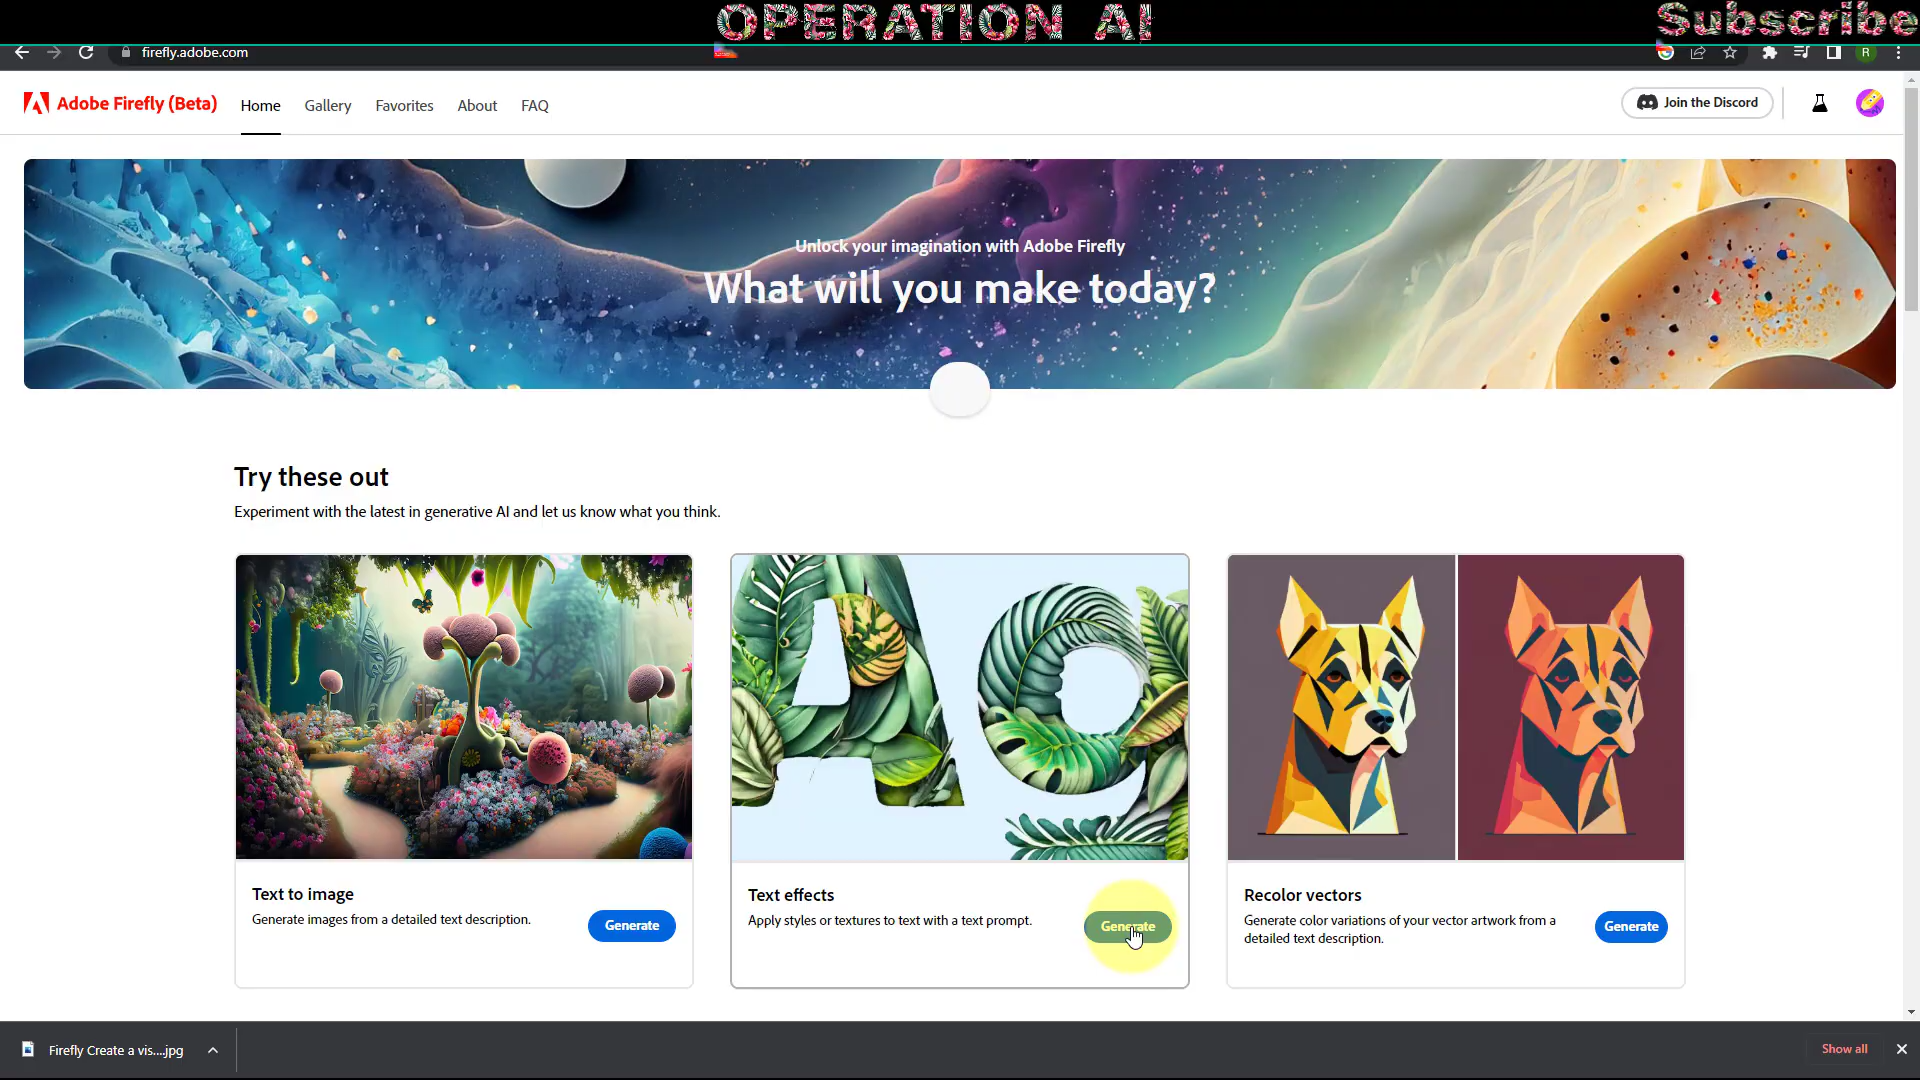 OPERATION AI
Subscribe
firefly.adobe.com
R
Adobe Firefly (Beta)
Home
Gallery
Favorites
About
FAQ
Join the Discord
Unlock your imagination with Adobe Firefly
What will you make today?
Try these out
Experiment with the latest in generative AI and let us know what you think.
Ag
Text to image
Generate images from a detailed text description.
Generate
Text effects
Apply styles or textures to text with a text prompt.
Generate
Recolor vectors
Generate color variations of your vector artwork from a
detailed text description.
Generate
Firefly Create a vis....jpg
Show all